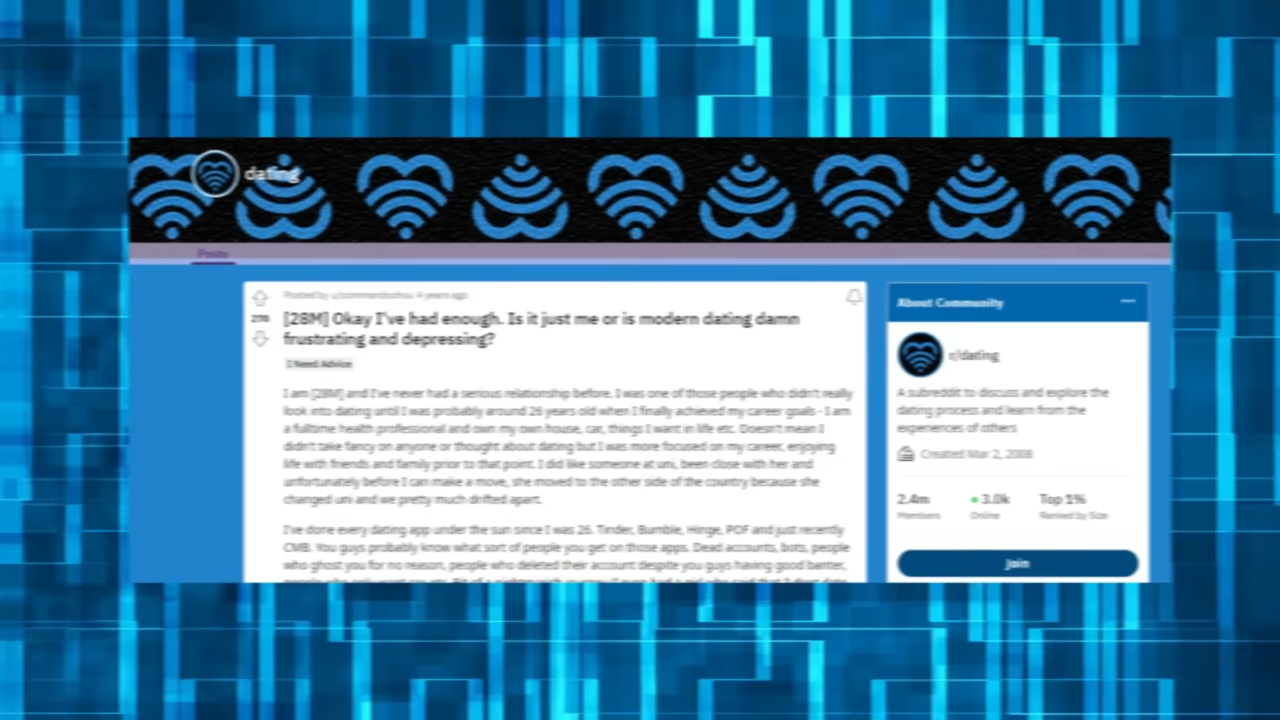 dating
Posts
Posted by 4 years ago
[28M] Okay I've had enough. Is it just me or is modern dating damn
frustrating and depressing?
I Need Advice
I am [28M] and I've never had a serious relationship before. I was one of those people who didn't really
look into dating until I was probably around 26 years old when I finally achieved my career goals - I am
a fulltime health professional and own my own house, car, things I want in life etc. Doesn't mean I
didn't take fancy on anyone or thought about dating but I was more focused on my career, enjoying
life with friends and family prior to that point. I did like someone at uni, been close with her and
unfortunately before I can make a move, she moved to the other side of the country because she
changed uni and we pretty much drifted apart.
I've done every dating app under the sun since I was 26. Tinder, Bumble, Hinge, POF and just recently
CMB. You guys probably know what sort of people you get on those apps. Dead accounts, bots, people
who ghost you for no reason, people who deleted their account despite you guys having good banter,
About Community
r/dating
A subreddit to discuss and explore the
dating process and learn from the
experiences of others
Created Mar 2, 2008
2.4m 3.0k Top 1%
Members Online Ranked by Size
Join